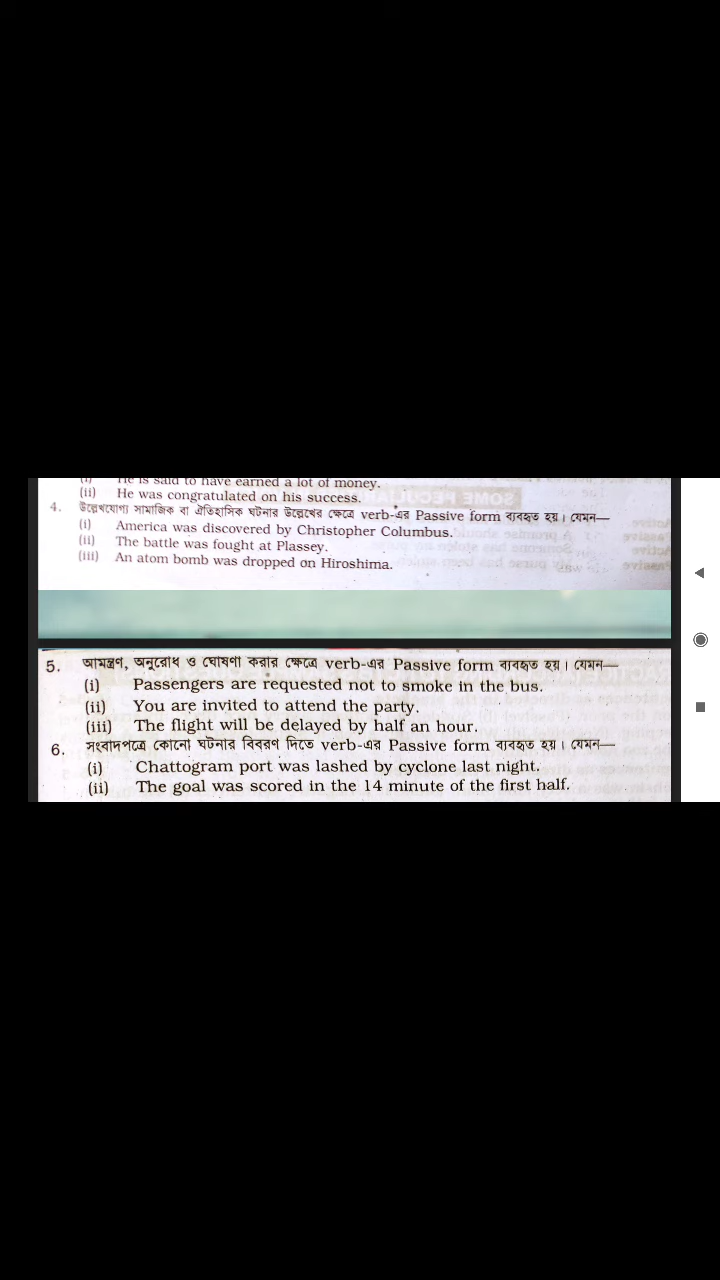 (i) He is said to have earned a lot of money.
(ii) He was congratulated on his success.
4. উল্লেখযোগ্য সামাজিক বা ঐতিহাসিক ঘটনার উল্লেখের ক্ষেত্রে verb-এর Passive form ব্যবহৃত হয়। যেমন—
(i) America was discovered by Christopher Columbus.
(ii) The battle was fought at Plassey.
(iii) An atom bomb was dropped on Hiroshima.
5. আমন্ত্রণ, অনুরোধ ও ঘোষণা করার ক্ষেত্রে verb-এর Passive form ব্যবহৃত হয়। যেমন—
(i) Passengers are requested not to smoke in the bus.
(ii) You are invited to attend the party.
(iii) The flight will be delayed by half an hour.
6. সংবাদপত্রে কোনো ঘটনার বিবরণ দিতে verb-এর Passive form ব্যবহৃত হয়। যেমন—
(i) Chattogram port was lashed by cyclone last night.
(ii) The goal was scored in the 14 minute of the first half.